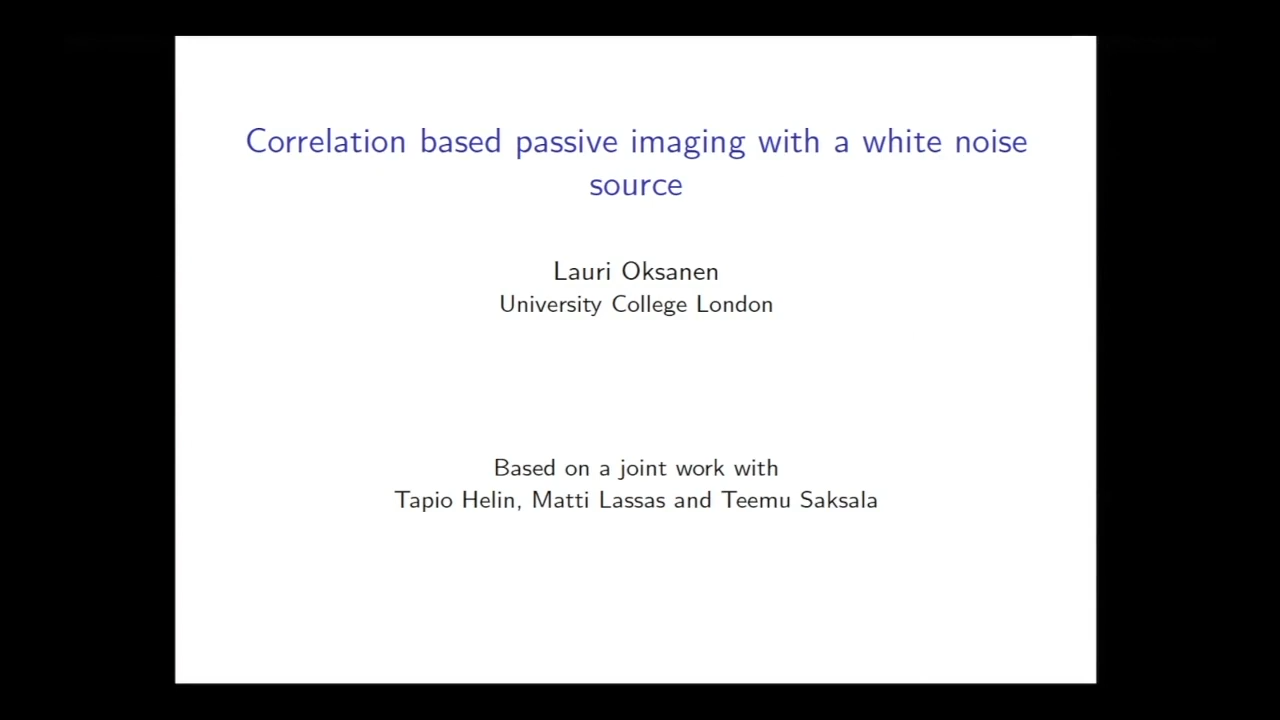 Correlation based passive imaging with a white noise
source
Lauri Oksanen
University College London
Based on a joint work with
Tapio Helin, Matti Lassas and Teemu Saksala